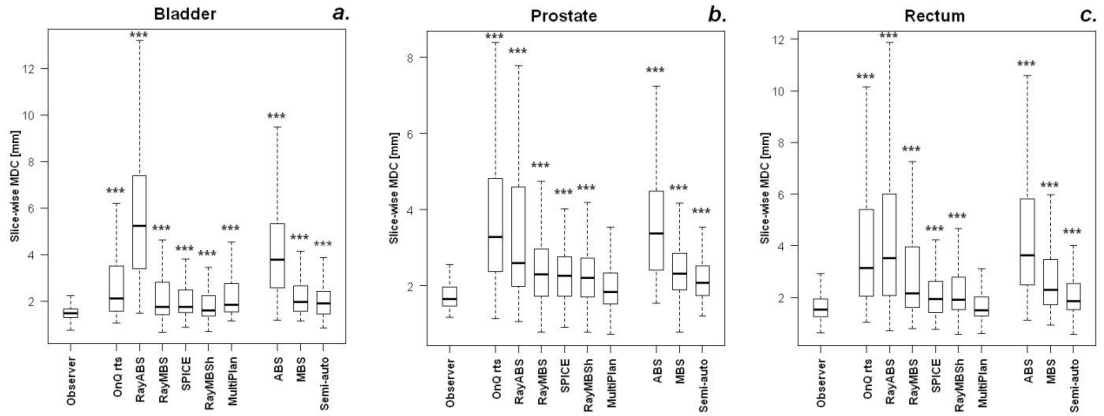 Bladder
a.
Slice-wise MDC [mm]
12
10
8
6
4
2
***
***
***
***
***
***
***
***
***
Observer
OnQ rts
RayABS
RayMBS
SPICE
RayMBSh
MultiPlan
ABS
MBS
Semi-auto
Prostate
b.
Slice-wise MDC [mm]
8
6
4
2
***
***
***
***
***
***
***
***
Observer
OnQ rts
RayABS
RayMBS
SPICE
RayMBSh
MultiPlan
ABS
MBS
Semi-auto
Rectum
c.
Slice-wise MDC [mm]
12
10
8
6
4
2
***
***
***
***
***
***
***
***
Observer
OnQ rts
RayABS
RayMBS
SPICE
RayMBSh
MultiPlan
ABS
MBS
Semi-auto